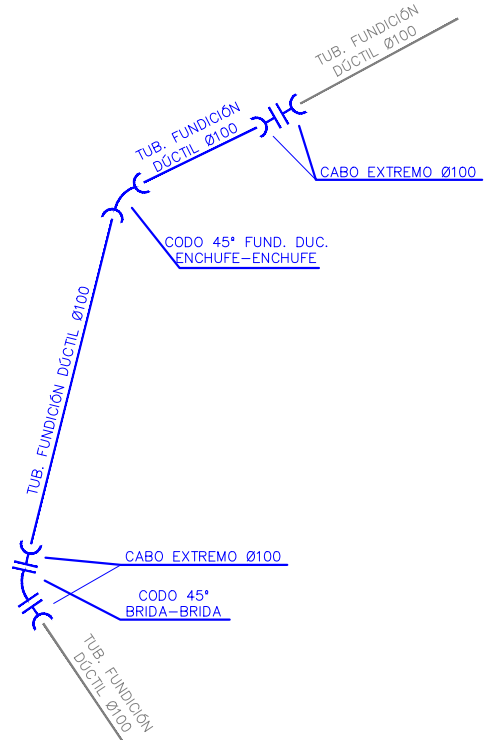 TUB. FUNDICIÓN
DÚCTIL Ø100
TUB. FUNDICIÓN
DÚCTIL Ø100
CABO EXTREMO Ø100
CODO 45° FUND. DUC.
ENCHUFE-ENCHUFE
TUB. FUNDICIÓN DÚCTIL Ø100
CABO EXTREMO Ø100
CODO 45°
BRIDA-BRIDA
TUB. FUNDICIÓN
DÚCTIL Ø100